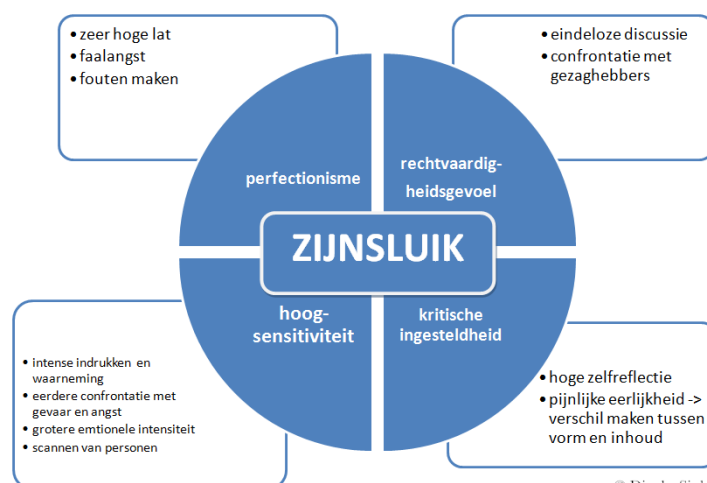 • zeer hoge lat
• faalangst
• fouten maken
• eindeloze discussie
• confrontatie met
gezaghebbers
perfectionisme
rechtvaardig-
heidsgevoel
ZIJNSLUIK
hoog-
sensitiviteit
kritische
ingesteldheid
• intense indrukken en
waarneming
• eerdere confrontatie met
gevaar en angst
• grotere emtionele intensiteit
• scannen van personen
• hoge zelfreflectie
• pijnlijke eerlijkheid ->
verschil maken tussen
vorm en inhoud